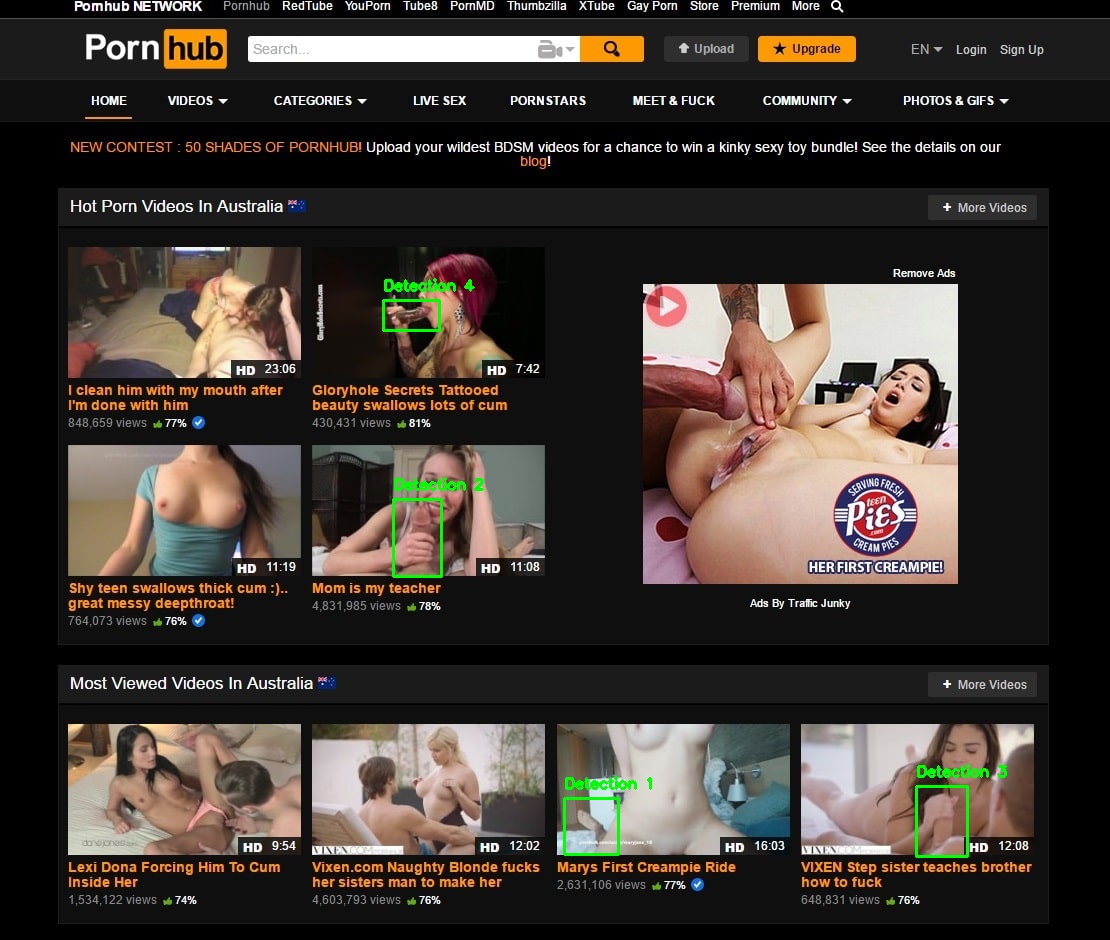 Pornhub NETWORK Pornhub RedTube YouPorn Tube8 PornMD Thumbzilla XTube Gay Porn Store Premium More
Pornhub Search... Upload Upgrade EN Login Sign Up
HOME VIDEOS CATEGORIES LIVE SEX PORNSTARS MEET & FUCK COMMUNITY PHOTOS & GIFS
NEW CONTEST : 50 SHADES OF PORNHUB! Upload your wildest BDSM videos for a chance to win a kinky sexy toy bundle! See the details on our
blog!
Hot Porn Videos In Australia + More Videos
Remove Ads
Detection 4
HD 23:06
HD 7:42
I clean him with my mouth after
I'm done with him
848,659 views 77%
Gloryhole Secrets Tattooed
beauty swallows lots of cum
430,431 views 81%
Detection 2
HD 11:19
HD 11:08
Shy teen swallows thick cum :)..
great messy deepthroat!
764,073 views 76%
Mom is my teacher
4,831,985 views 78%
SERVING FRESH
teen
PiES
.com
CREAM PIES
HER FIRST CREAMPIE!
Ads By Traffic Junky
Most Viewed Videos In Australia + More Videos
Detection 1
Detection 3
danejones.com
HD 9:54
VIXEN.COM
HD 12:02
HD 16:03
VIXEN.COM
HD 12:08
Lexi Dona Forcing Him To Cum
Inside Her
1,534,122 views 74%
Vixen.com Naughty Blonde fucks
her sisters man to make her
4,603,793 views 76%
Marys First Creampie Ride
2,631,106 views 77%
VIXEN Step sister teaches brother
how to fuck
648,831 views 76%